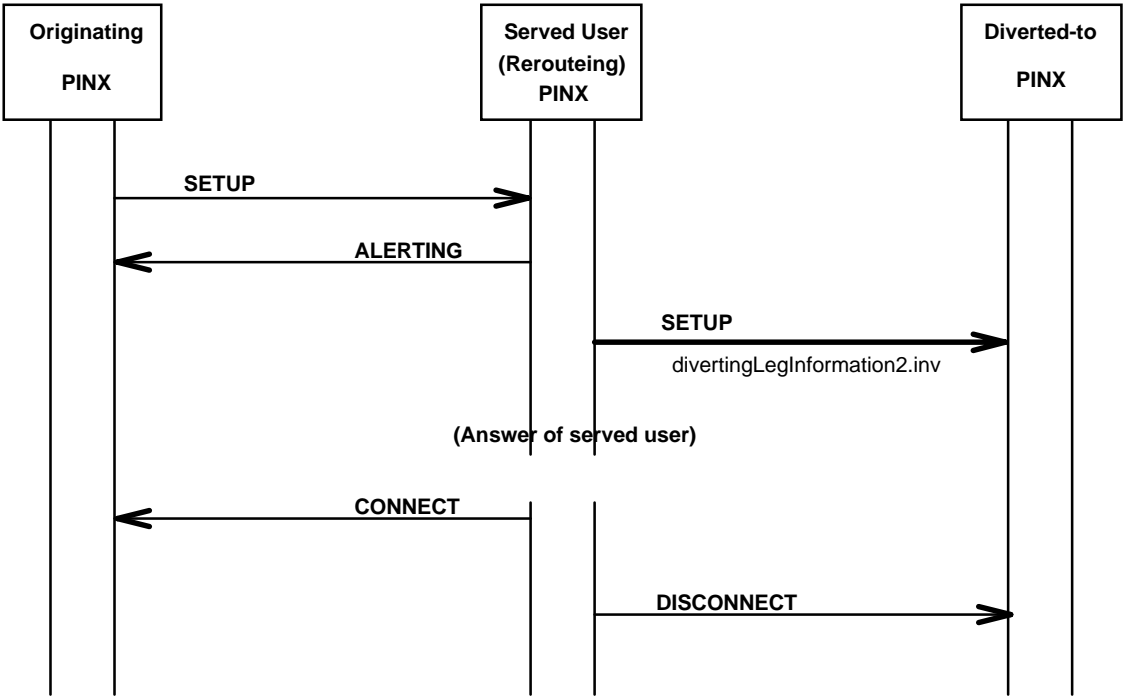 Originating
PINX
Served User
(Rerouteing)
PINX
Diverted-to
PINX
SETUP
ALERTING
SETUP
divertingLegInformation2.inv
(Answer of served user)
CONNECT
DISCONNECT